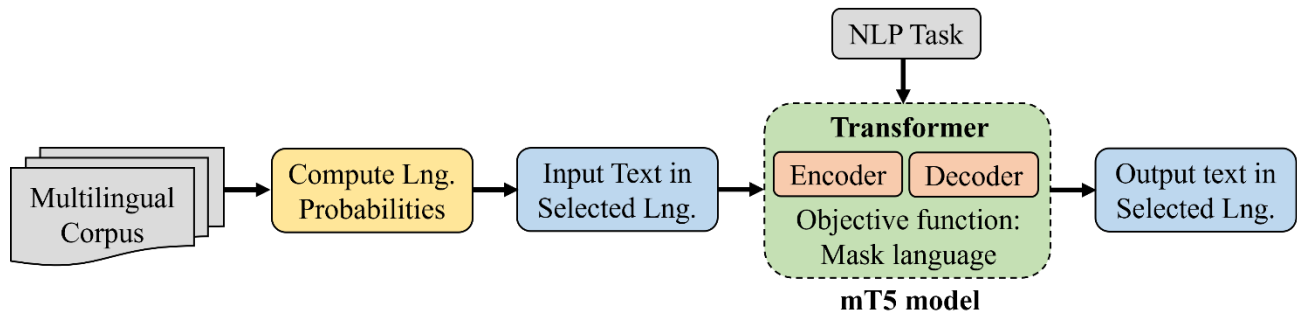 NLP Task
Multilingual
Corpus
Compute Lng.
Probabilities
Input Text in
Selected Lng.
Transformer
Encoder
Decoder
Objective function:
Mask language
mT5 model
Output text in
Selected Lng.